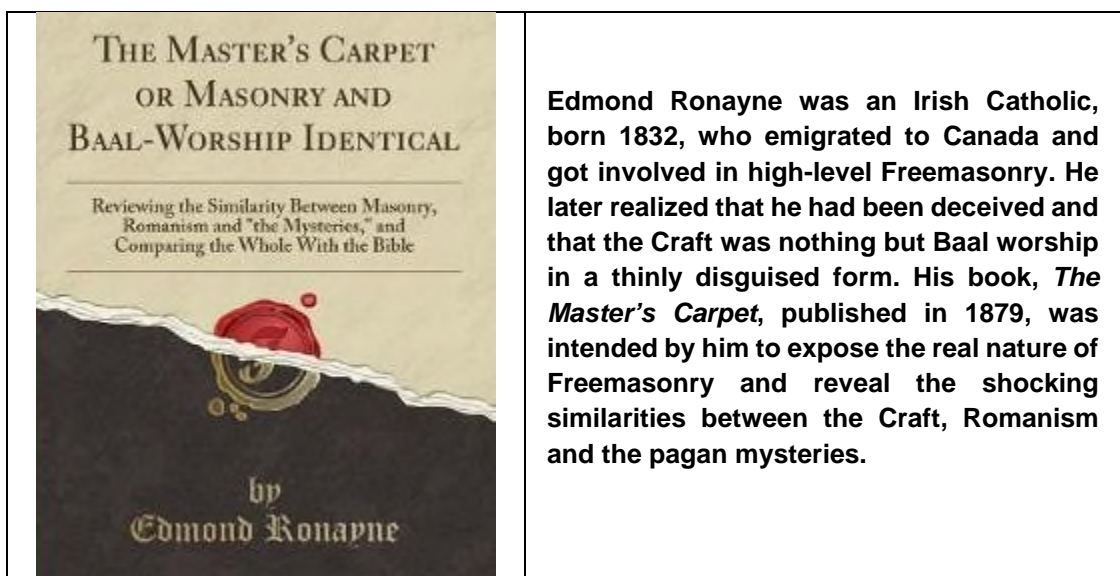 THE MASTER'S CARPET
OR MASONRY AND
BAAL-WORSHIP IDENTICAL
Reviewing the Similarity Between Masonry,
Romanism and "the Mysteries," and
Comparing the Whole With the Bible
by
Edmond Ronayne
Edmond Ronayne was an Irish Catholic,
born 1832, who emigrated to Canada and
got involved in high-level Freemasonry. He
later realized that he had been deceived and
that the Craft was nothing but Baal worship
in a thinly disguised form. His book, The
Master's Carpet, published in 1879, was
intended by him to expose the real nature of
Freemasonry and reveal the shocking
similarities between the Craft, Romanism
and the pagan mysteries.